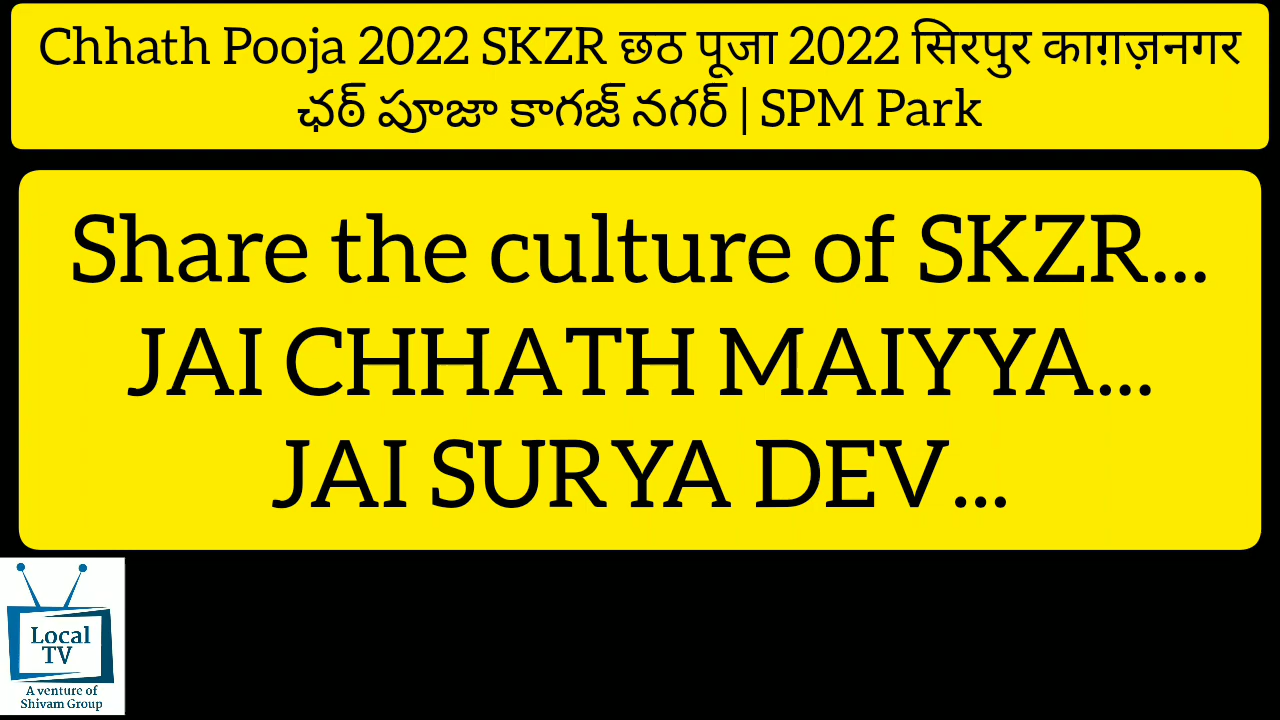 Chhath Pooja 2022 SKZR छठ पूजा 2022 सिरपुर काग़ज़नगर
ఛఠ్ పూజా కాగజ్ నగర్ | SPM Park
Share the culture of SKZR...
JAI CHHATH MAIYYA...
JAI SURYA DEV...
Local
TV
A venture of
Shivam Group